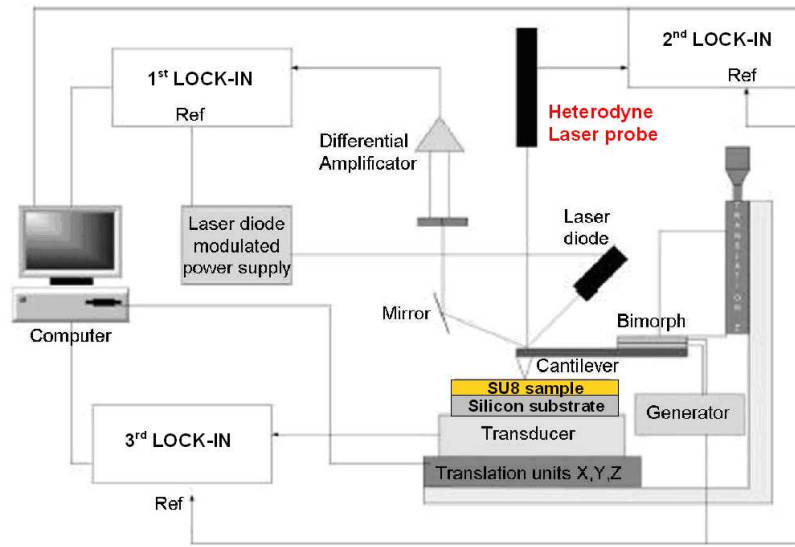 2nd LOCK-IN
Ref
1st LOCK-IN
Ref
Heterodyne
Laser probe
Differential
Amplificator
Laser
diode
TRANSLATION Z
Laser diode
modulated
power supply
Mirror
Bimorph
Computer
Cantilever
SU8 sample
Silicon substrate
Generator
Transducer
3rd LOCK-IN
Translation units X,Y,Z
Ref